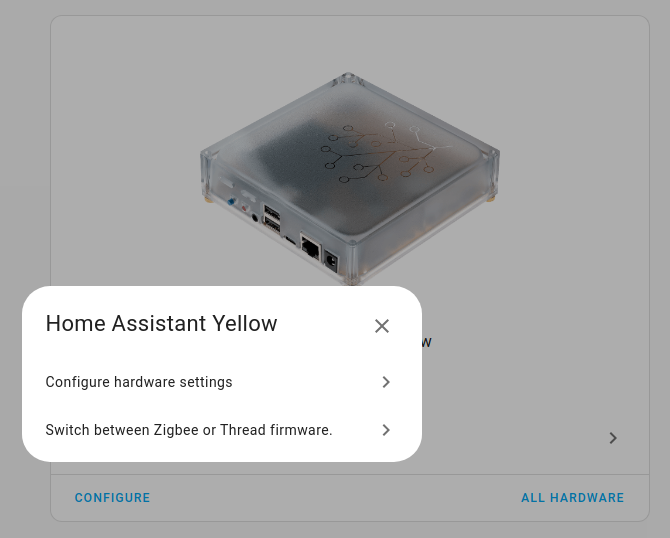 Home Assistant Yellow
Configure hardware settings
Switch between Zigbee or Thread firmware.
CONFIGURE
ALL HARDWARE